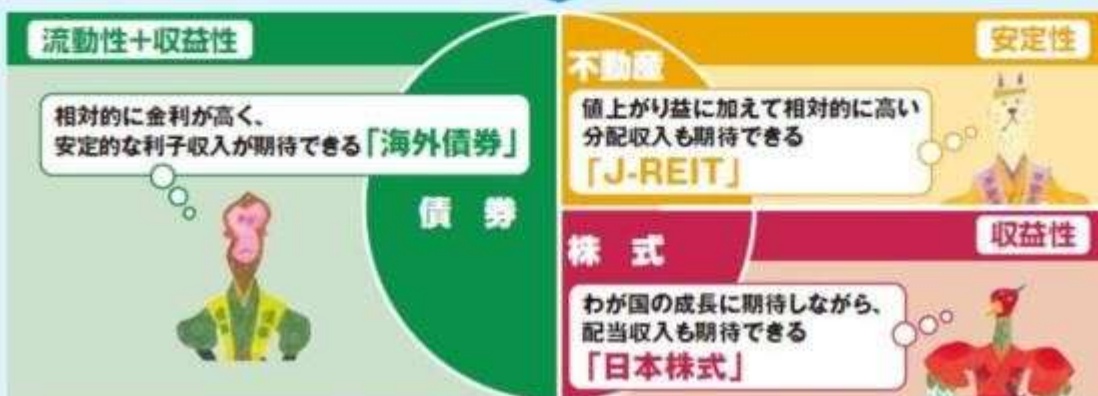 流動性+収益性
相対的に金利が高く、
安定的な利子収入が期待できる「海外債券」
債 券
不動産
安定性
値上がり益に加えて相対的に高い
分配収入も期待できる
「J-REIT」
株 式
収益性
わが国の成長に期待しながら、
配当収入も期待できる
「日本株式」